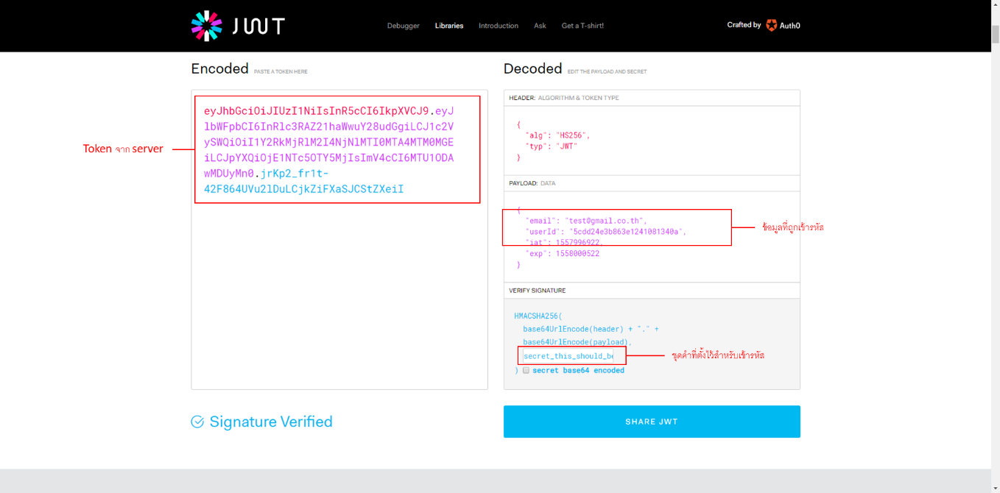 JWT
Debugger Libraries Introduction Ask Get a T-shirt!
Crafted by Auth0
Encoded PASTE A TOKEN HERE
eyJhbGciOiJIUzI1NiIsInR5cCI6IkpXVCJ9.eyJ
lbWFpbCI6InRlc3RAZ21haWwuY28udGgiLCJ1c2V
ySWQiOiI1Y2RkMjRlM2I4NjNlMTI0MTA4MTM0MGE
iLCJpYXQiOjE1NTc5OTY5MjIsImV4cCI6MTU1ODA
wMDUyMn0.jrKp2_fr1t-
42F864UVu2lDuLCjkZiFXaSJCStZXeiI
Token จาก server
Signature Verified
Decoded EDIT THE PAYLOAD AND SECRET
HEADER: ALGORITHM & TOKEN TYPE
{
"alg": "HS256",
"typ": "JWT"
}
PAYLOAD: DATA
{
"email": "test@gmail.co.th",
"userId": "5cdd24e3b863e1241081340a",
"iat": 1557996922,
"exp": 1558000522
}
ข้อมูลที่ถูกเข้ารหัส
VERIFY SIGNATURE
HMACSHA256(
base64UrlEncode(header) + "." +
base64UrlEncode(payload),
secret_this_should_be
) secret base64 encoded
ชุดคำที่ตั้งไว้สำหรับเข้ารหัส
SHARE JWT